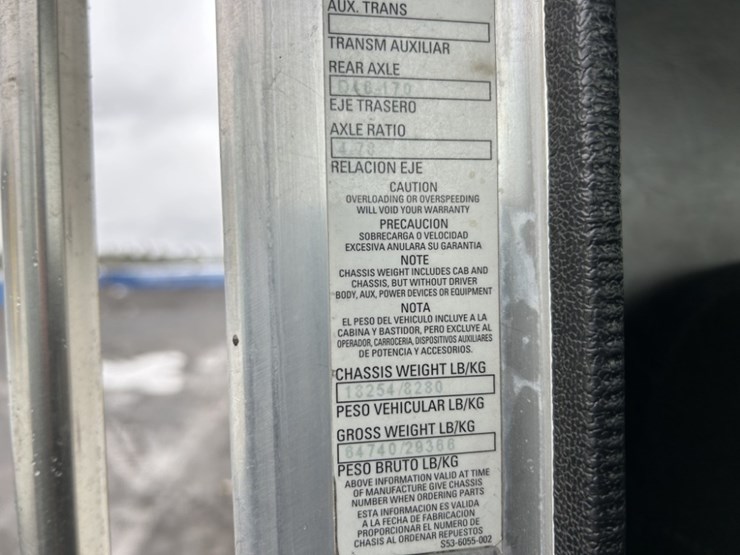 AUX. TRANS
TRANSM AUXILIAR
REAR AXLE
D46-170
EJE TRASERO
AXLE RATIO
4.78
RELACION EJE
CAUTION
OVERLOADING OR OVERSPEEDING
WILL VOID YOUR WARRANTY
PRECAUCION
SOBRECARGA O VELOCIDAD
EXCESIVA ANULARA SU GARANTIA
NOTE
CHASSIS WEIGHT INCLUDES CAB AND
CHASSIS, BUT WITHOUT DRIVER
BODY, AUX, POWER DEVICES OR EQUIPMENT
NOTA
EL PESO DEL VEHICULO INCLUYE A LA
CABINA Y BASTIDOR, PERO EXCLUYE AL
OPERADOR, CARROCERIA, DISPOSITIVOS AUXILIARES
DE POTENCIA Y ACCESORIOS.
CHASSIS WEIGHT LB/KG
18254/8280
PESO VEHICULAR LB/KG
GROSS WEIGHT LB/KG
64740/29366
PESO BRUTO LB/KG
ABOVE INFORMATION VALID AT TIME
OF MANUFACTURE GIVE CHASSIS
NUMBER WHEN ORDERING PARTS
ESTA INFORMACION ES VALIDA
A LA FECHA DE FABRICACION
PROPORCIONAR EL NUMERO DE
CHASIS AL ORDENAR REPUESTOS
S53-6055-002